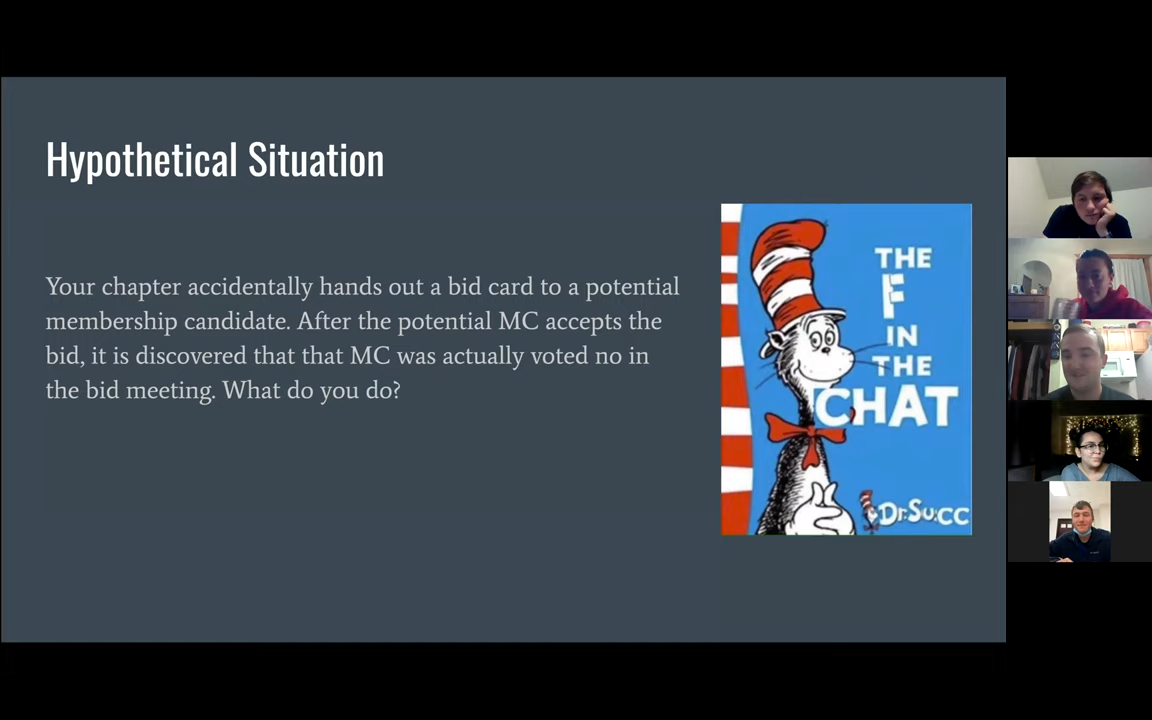 Hypothetical Situation
Your chapter accidentally hands out a bid card to a potential
membership candidate. After the potential MC accepts the
bid, it is discovered that that MC was actually voted no in
the bid meeting. What do you do?
THE
F
IN
THE
CHAT
Dr.Succ